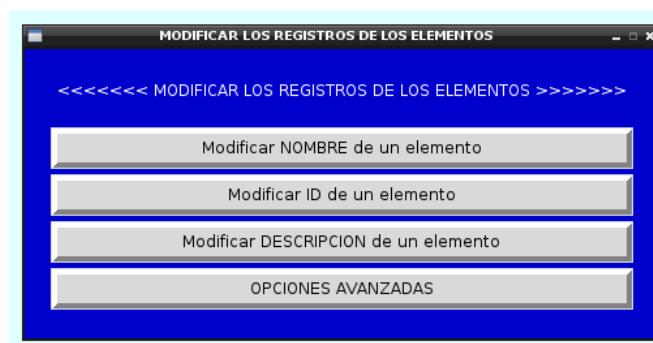 MODIFICAR LOS REGISTROS DE LOS ELEMENTOS
<<<<<<< MODIFICAR LOS REGISTROS DE LOS ELEMENTOS >>>>>>>
Modificar NOMBRE de un elemento
Modificar ID de un elemento
Modificar DESCRIPCION de un elemento
OPCIONES AVANZADAS